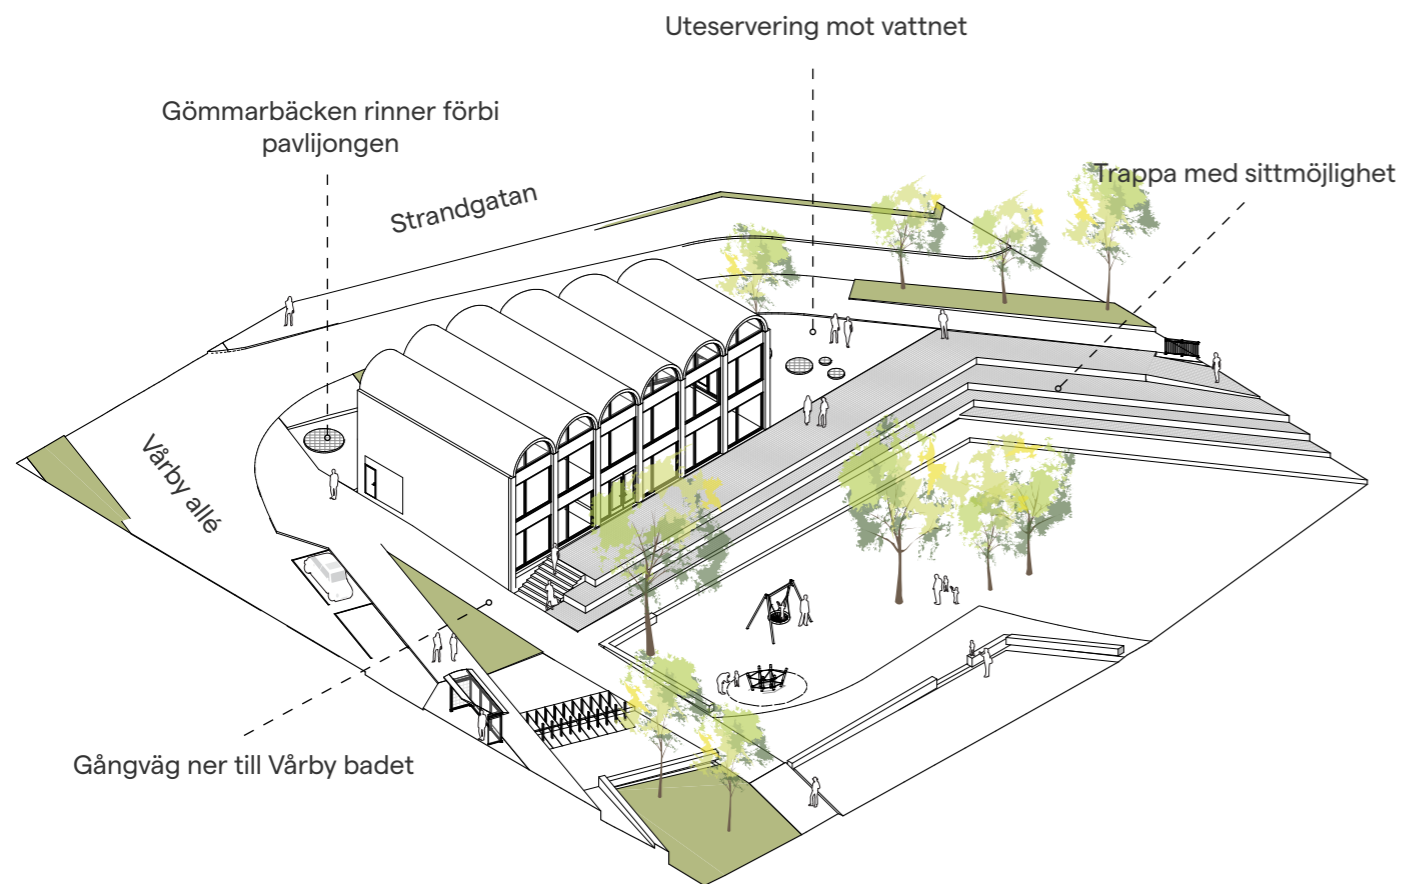 Uteservering mot vattnet
Gömmarbäcken rinner förbi
pavlijongen
Trappa med sittmöjlighet
Strandgatan
Vårby allé
Gångväg ner till Vårby badet